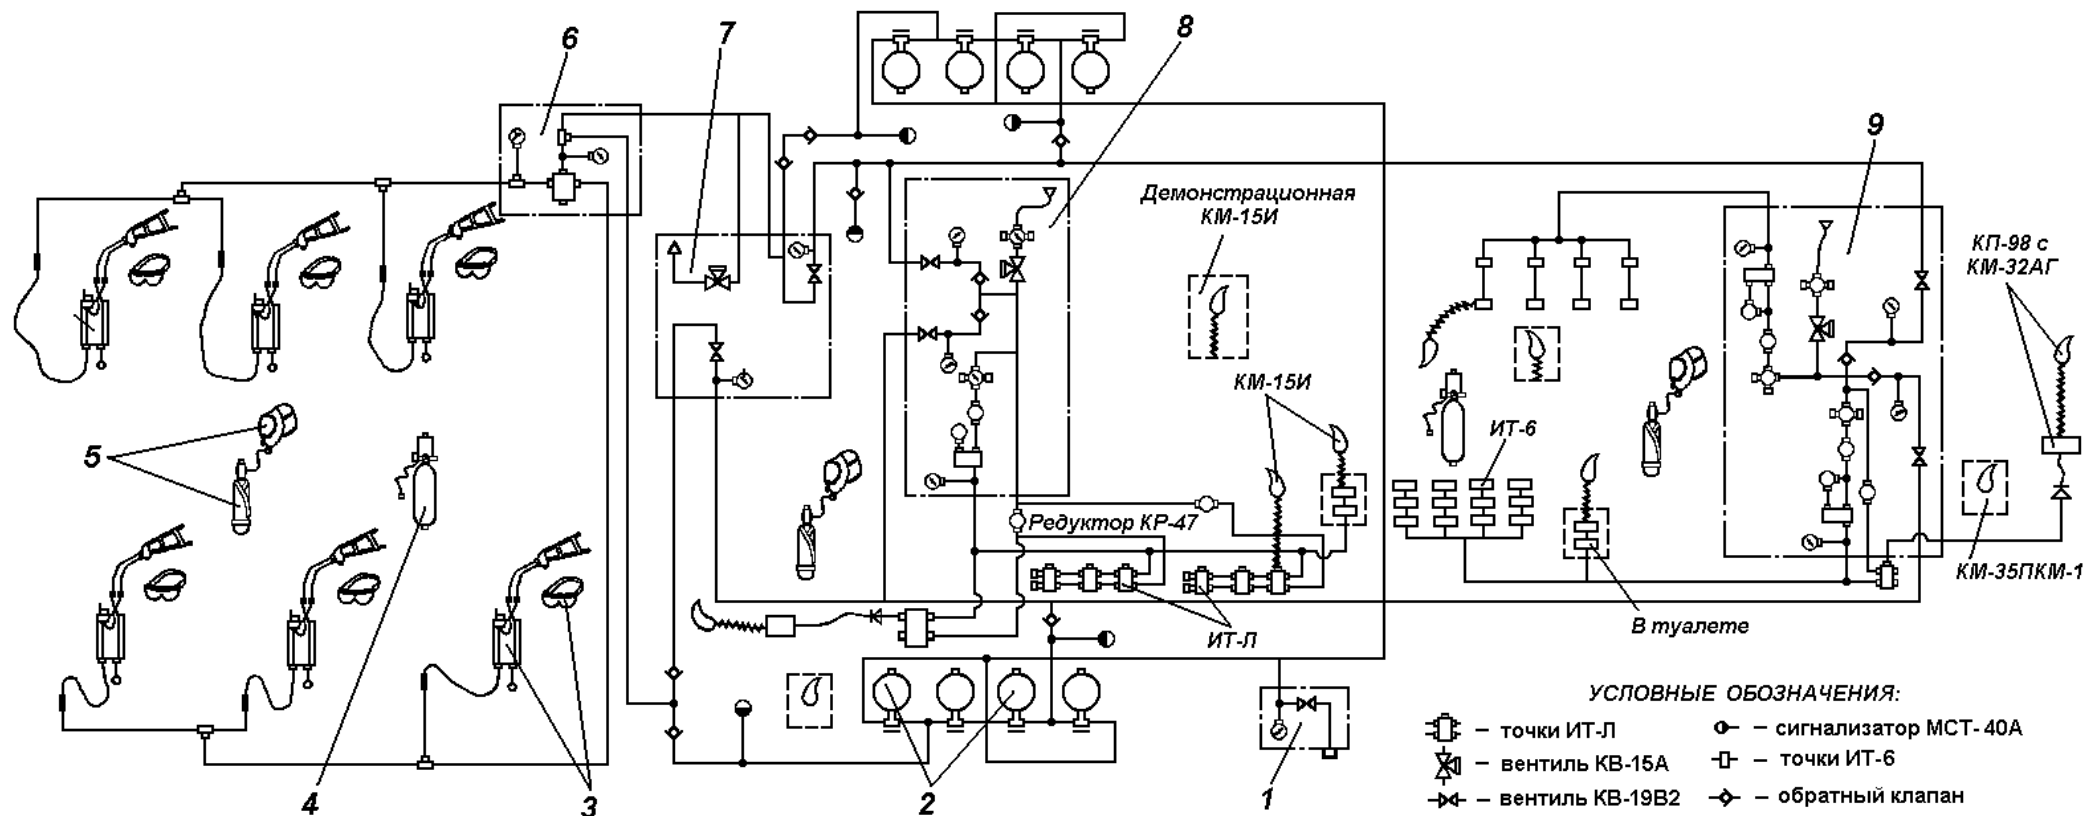 6
7
8
9
Демонстрационная
КМ-15И
КП-98 с
КМ-32АГ
КМ-15И
ИТ-6
5
Редуктор КР-47
КМ-35ПКМ-1
В туалете
ИТ-Л
УСЛОВНЫЕ ОБОЗНАЧЕНИЯ:
– точки ИТ-Л
– сигнализатор МСТ-40А
– вентиль КВ-15А
– точки ИТ-6
– вентиль КВ-19В2
– обратный клапан
4
3
2
1